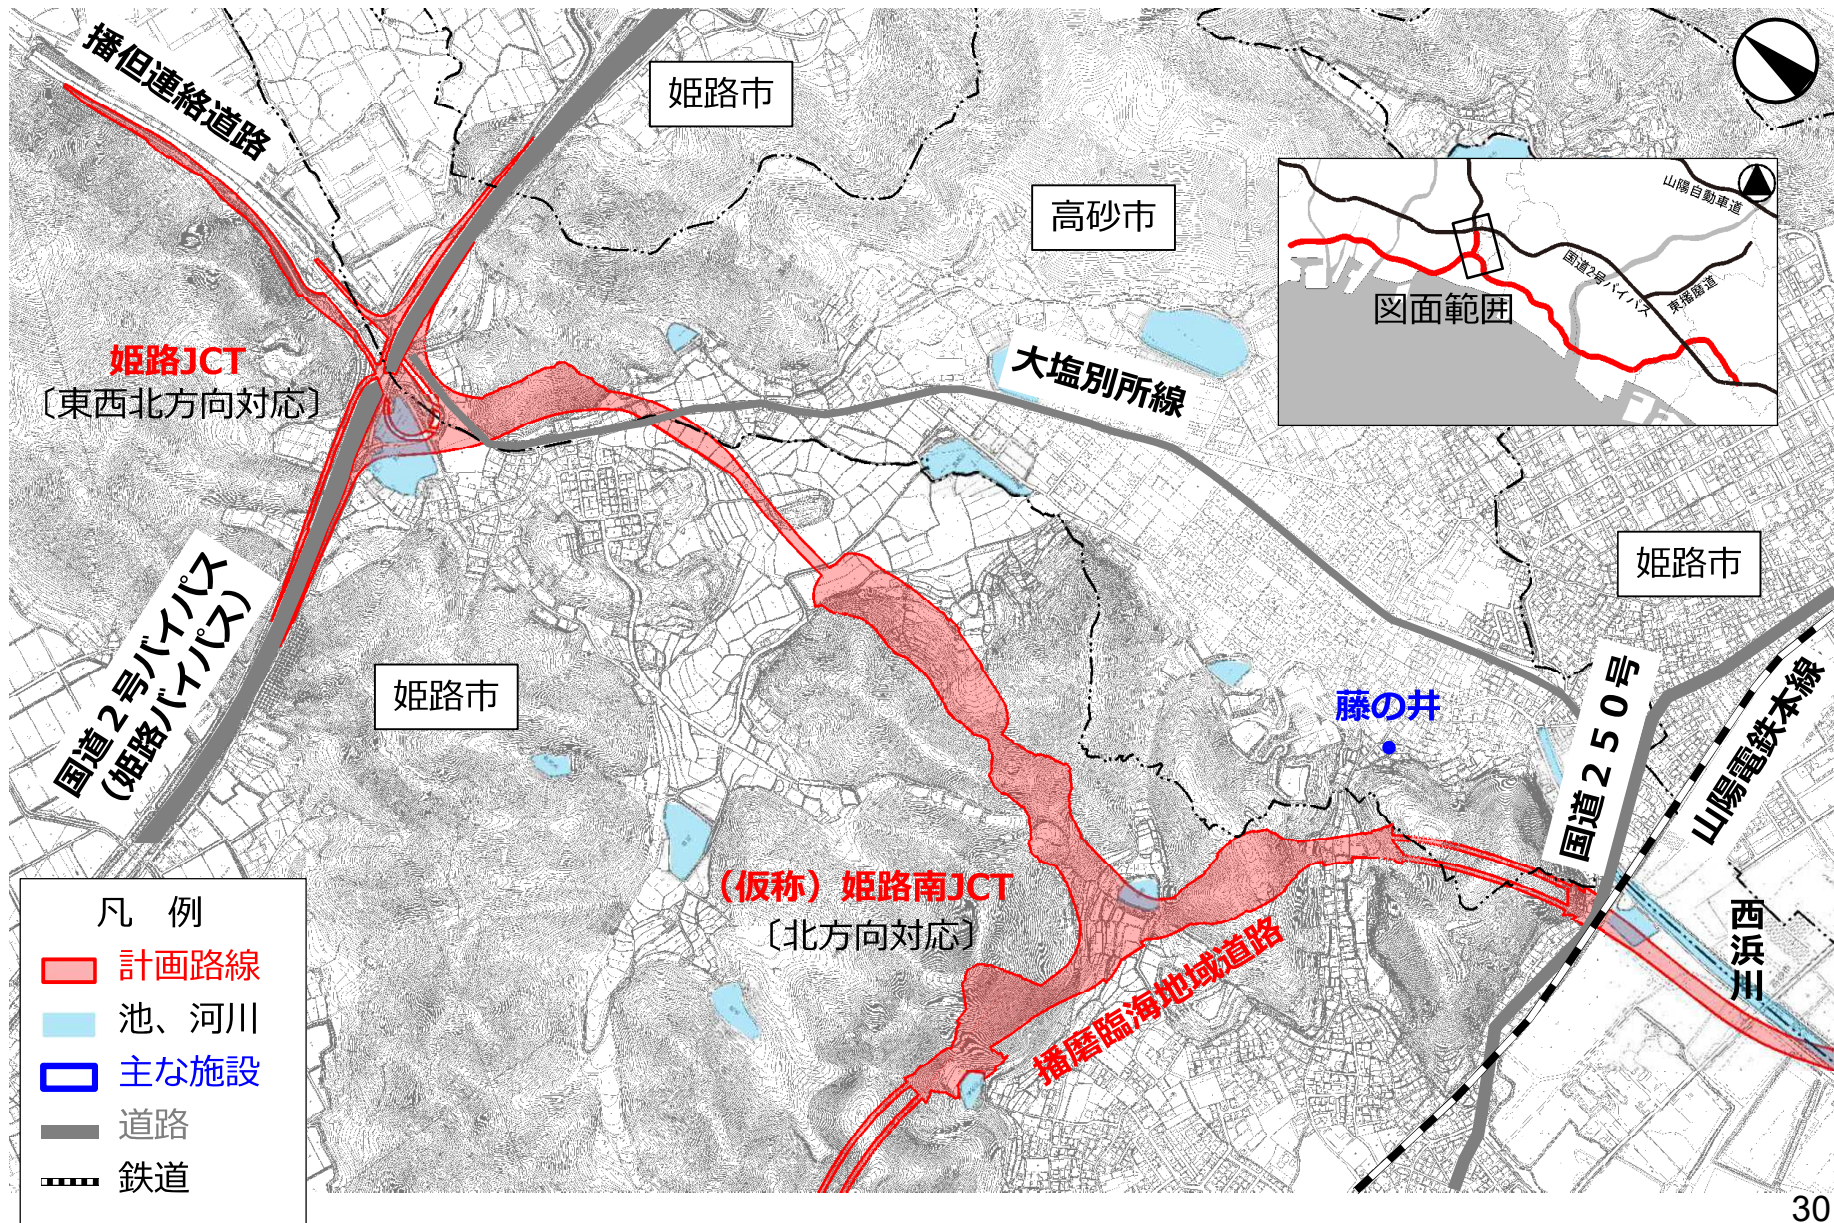 播但連絡道路
姫路市
高砂市
山陽自動車道
国道2号バイパス
東播磨道
図面範囲
姫路JCT
〔東西北方向対応〕
大塩別所線
姫路市
国道2号バイパス
(姫路バイパス)
姫路市
藤の井
国道250号
山陽電鉄本線
(仮称)姫路南JCT
〔北方向対応〕
播磨臨海地域道路
西浜川
凡 例
計画路線
池、河川
主な施設
道路
鉄道
30